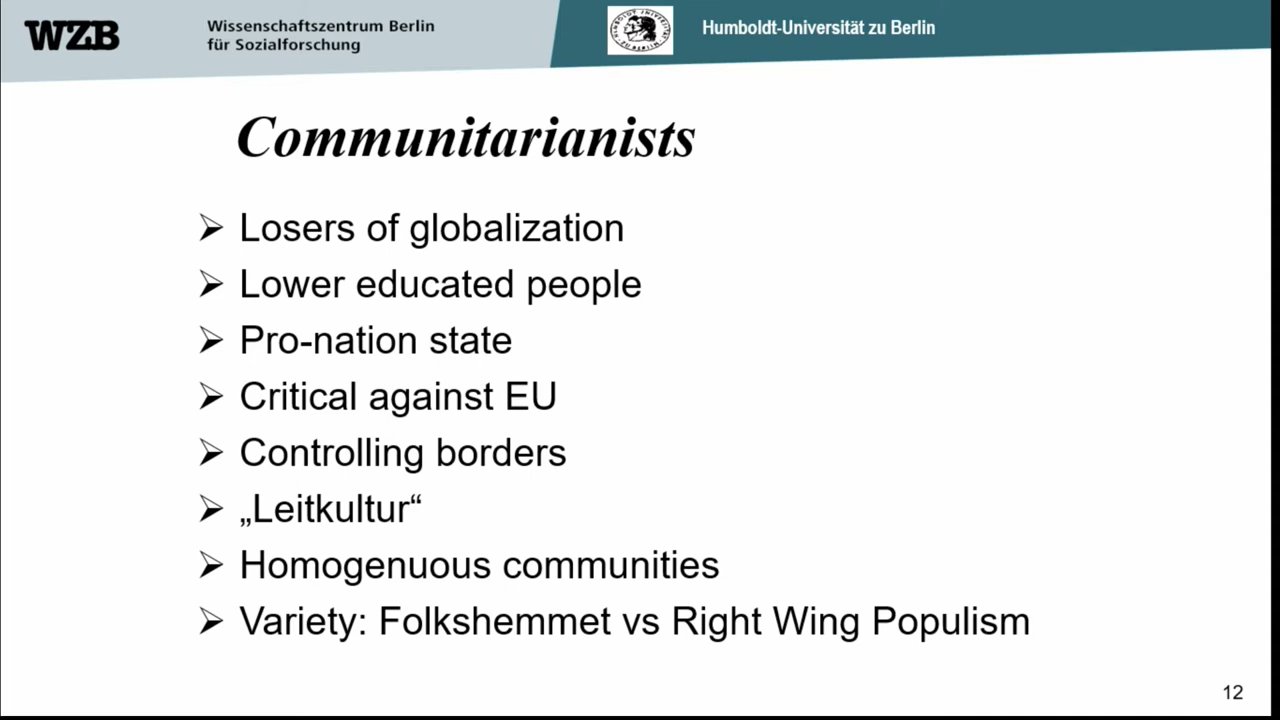 WZB
Wissenschaftszentrum Berlin
für Sozialforschung
Humboldt-Universität zu Berlin
Communitarianists
➢ Losers of globalization
➢ Lower educated people
➢ Pro-nation state
➢ Critical against EU
➢ Controlling borders
➢ „Leitkultur“
➢ Homogenuous communities
➢ Variety: Folkshemmet vs Right Wing Populism
12